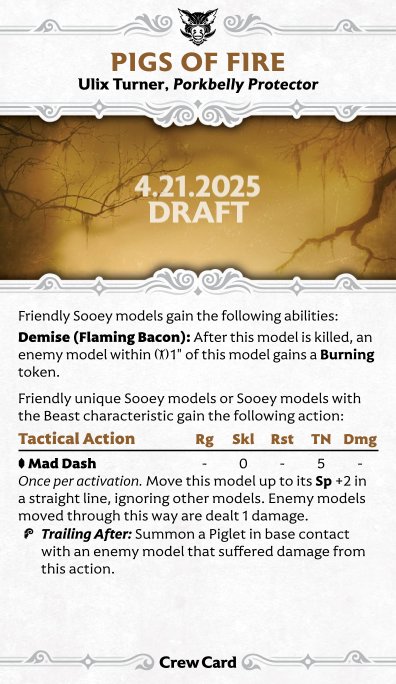 PIGS OF FIRE
Ulix Turner, Porkbelly Protector
4.21.2025
DRAFT
Friendly Sooey models gain the following abilities:
Demise (Flaming Bacon): After this model is killed, an
enemy model within 1" of this model gains a Burning
token.
Friendly unique Sooey models or Sooey models with
the Beast characteristic gain the following action:
Tactical Action Rg Skl Rst TN Dmg
Mad Dash - 0 - 5 -
Once per activation. Move this model up to its Sp +2 in
a straight line, ignoring other models. Enemy models
moved through this way are dealt 1 damage.
Trailing After: Summon a Piglet in base contact
with an enemy model that suffered damage from
this action.
Crew Card